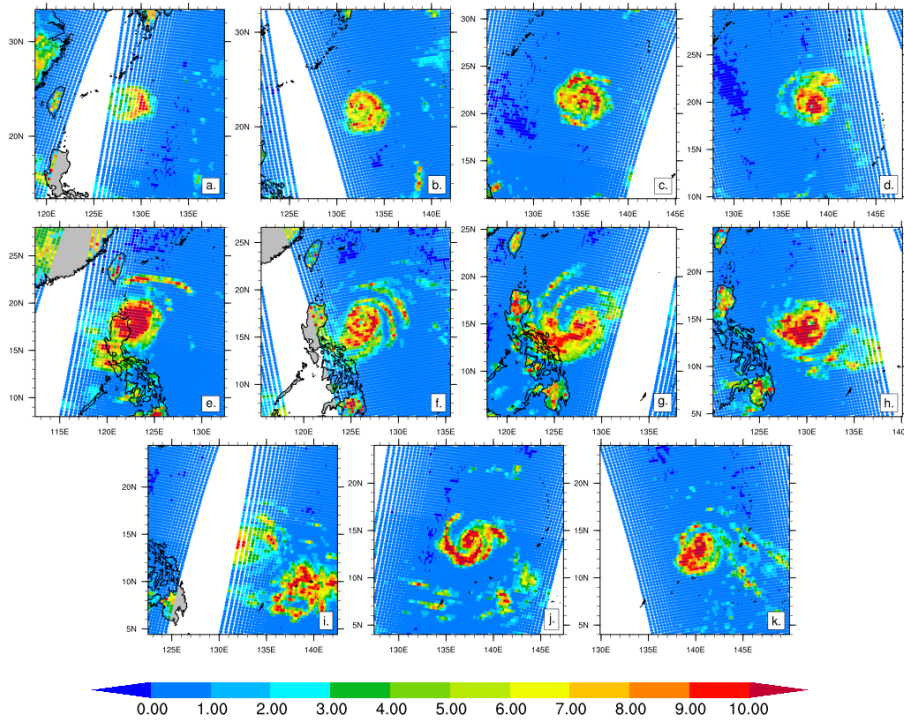 30N 30N 30N 30N
25N
20N 20N 20N 20N
15N
10N
a. b. c. d.
120E 125E 130E 135E 125E 130E 135E 140E 130E 135E 140E 145E 130E 135E 140E 145E
25N 25N 25N
20N 20N 20N 20N
15N 15N 15N 15N
10N 10N 10N 10N
5N
e. f. g. h.
115E 120E 125E 130E 120E 125E 130E 135E 120E 125E 130E 135E 120E 125E 130E 135E 140E
20N 20N 20N
15N 15N 15N
10N 10N 10N
5N 5N 5N
i. j. k.
125E 130E 135E 140E 130E 135E 140E 145E 130E 135E 140E 145E
0.00 1.00 2.00 3.00 4.00 5.00 6.00 7.00 8.00 9.00 10.00